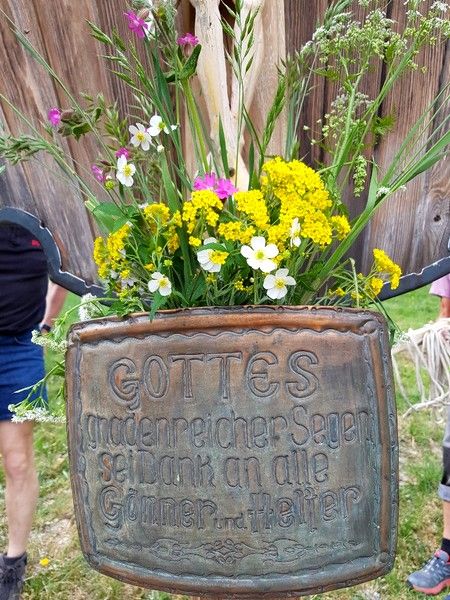 GOTTES
gnadenreicher Segen
sei Dank an alle
Gönner und Helfer